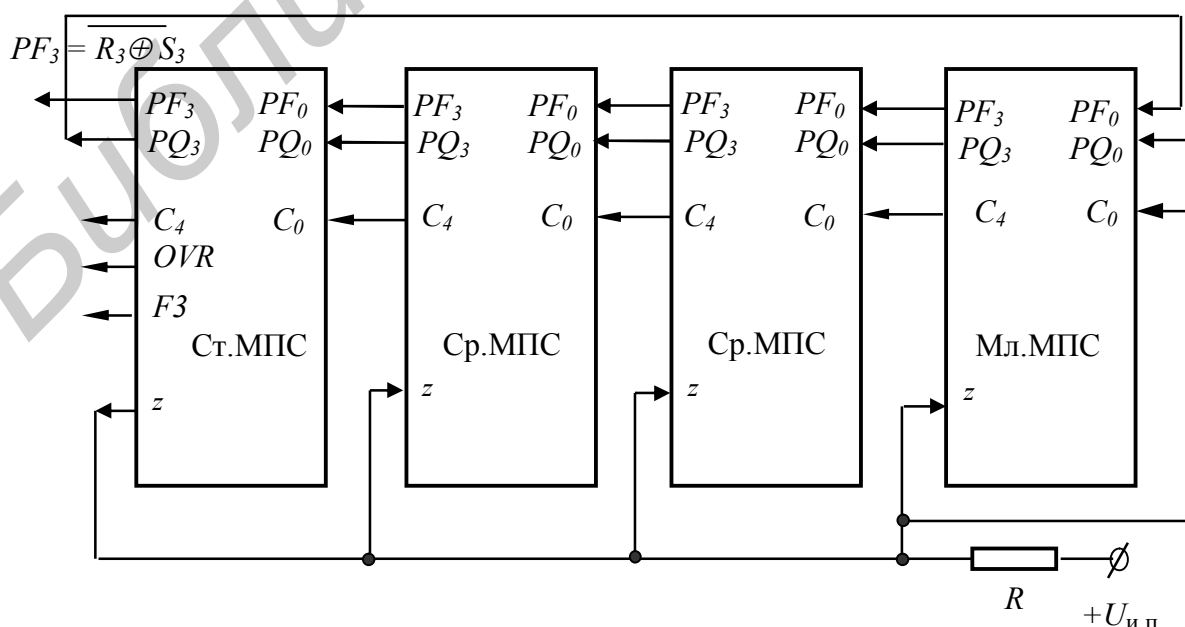 Библи
PF₃ = R₃⊕S₃
PF₃ PF₀ PF₃ PF₀ PF₃ PF₀ PF₃ PF₀
PQ₃ PQ₀ PQ₃ PQ₀ PQ₃ PQ₀ PQ₃ PQ₀
C₄ C₀ C₄ C₀ C₄ C₀ C₄ C₀
OVR
F3
Ст.МПС Ср.МПС Ср.МПС Мл.МПС
z z z z
R
+Uи.п